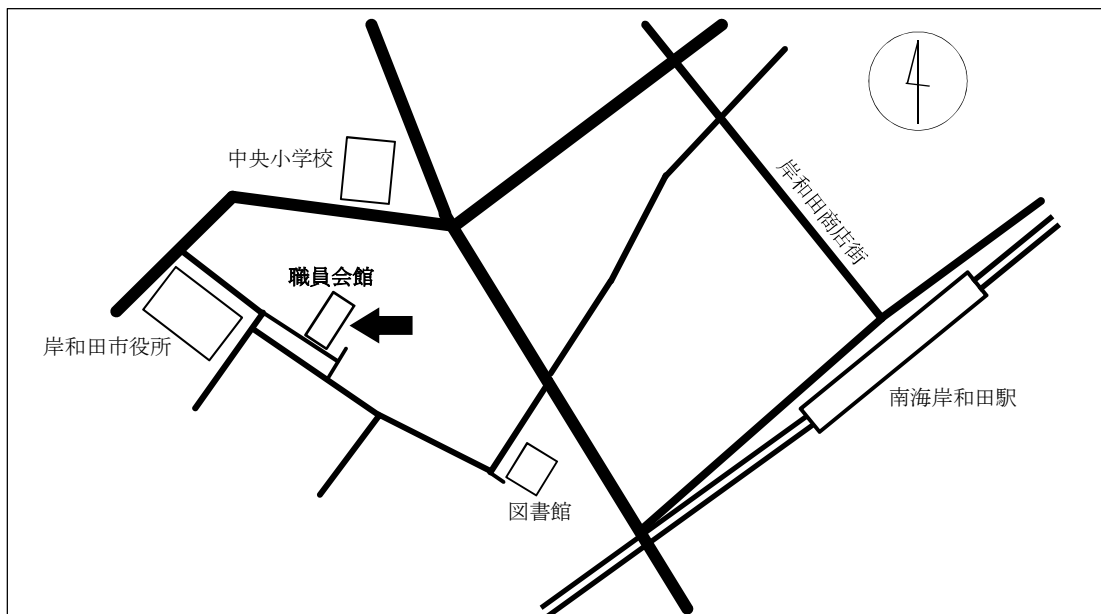 中央小学校
岸和田商店街
職員会館
岸和田市役所
南海岸和田駅
図書館